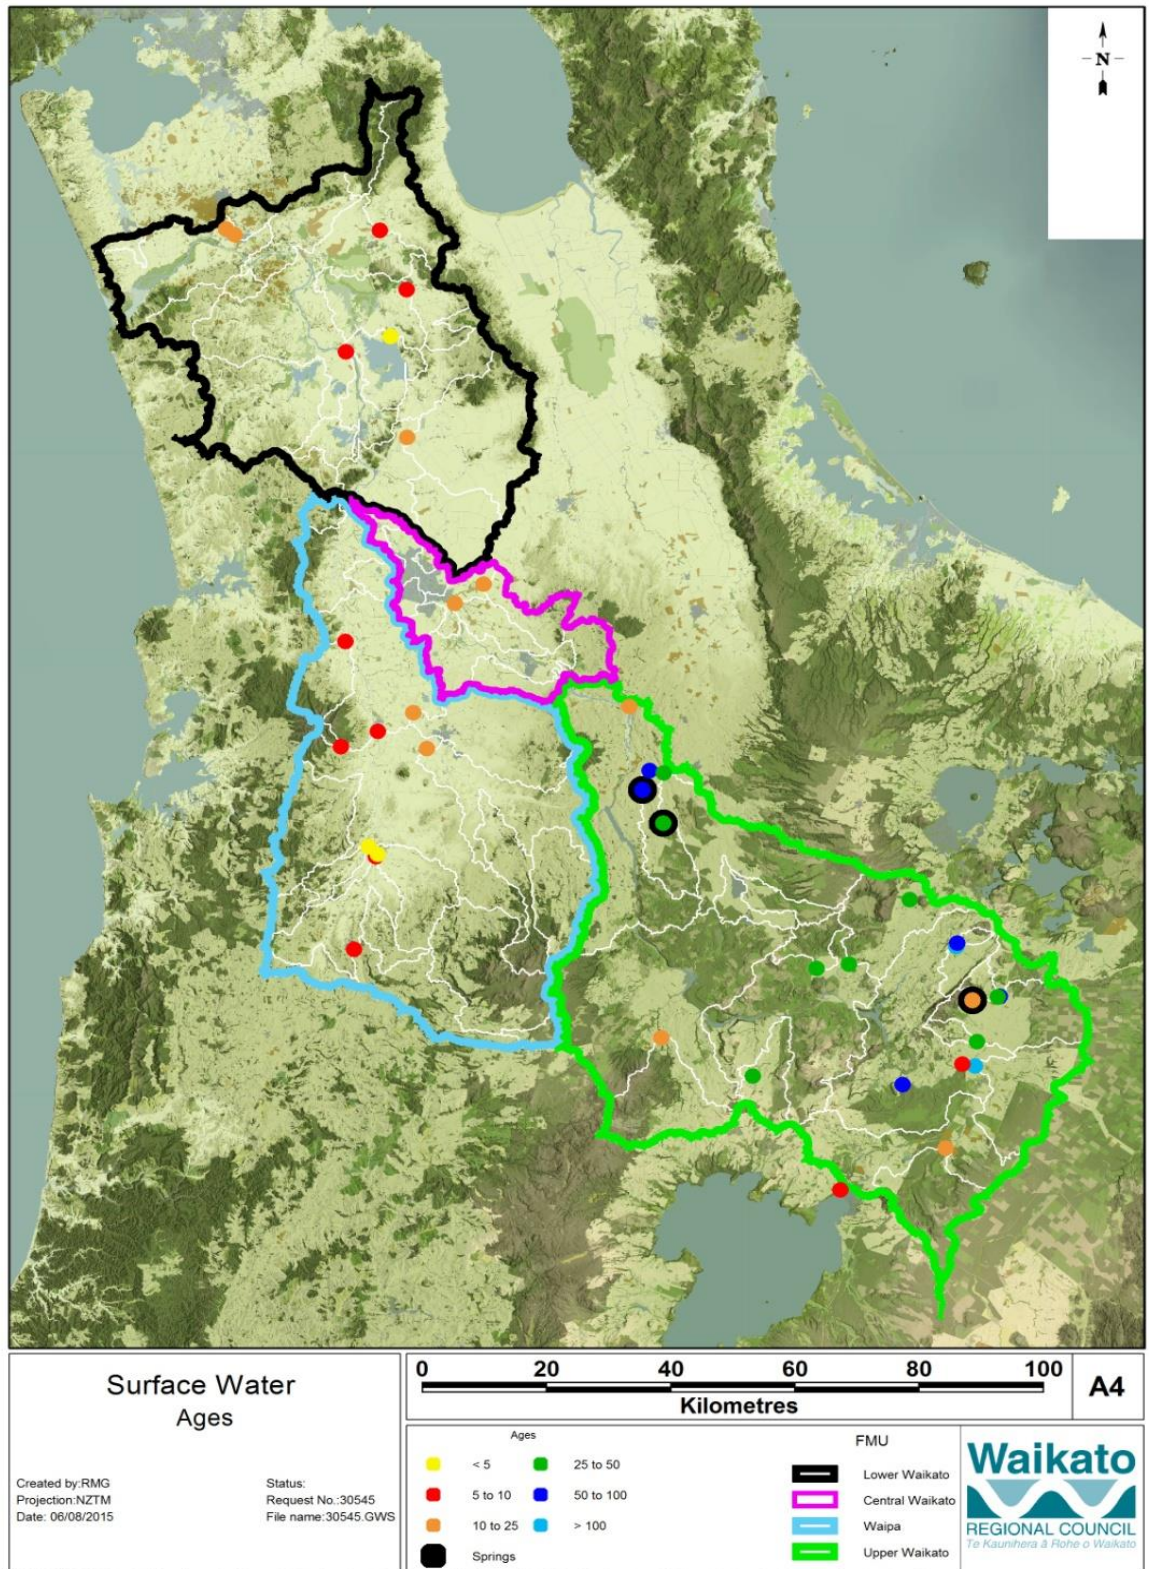 N
Surface Water
Ages
Created by:RMG
Projection:NZTM
Date: 06/08/2015
Status:
Request No.:30545
File name:30545.GWS
0 20 40 60 80 100
Kilometres
A4
Ages
< 5
5 to 10
10 to 25
25 to 50
50 to 100
> 100
Springs
FMU
Lower Waikato
Central Waikato
Waipa
Upper Waikato
Waikato
REGIONAL COUNCIL
Te Kaunihera ā Rohe o Waikato